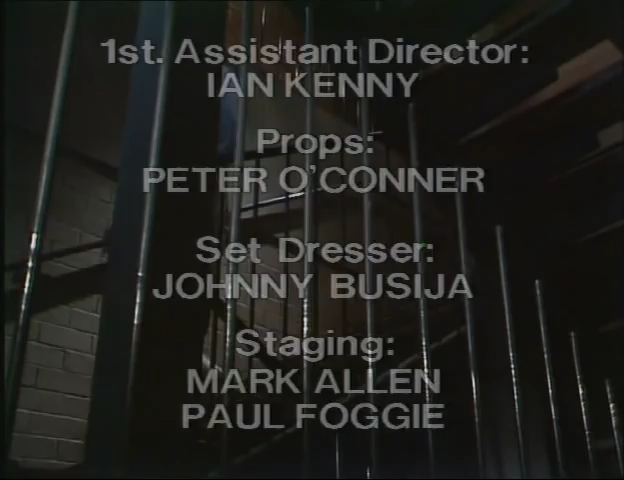 1st. Assistant Director:
IAN KENNY
Props:
PETER O'CONNER
Set Dresser:
JOHNNY BUSIJA
Staging:
MARK ALLEN
PAUL FOGGIE